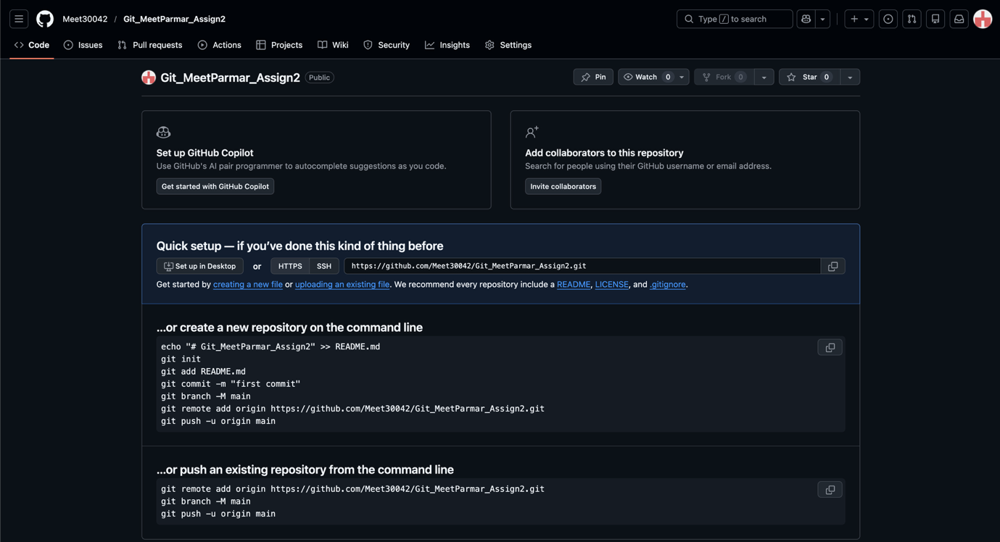 Meet30042 / Git_MeetParmar_Assign2
Type / to search
Code Issues Pull requests Actions Projects Wiki Security Insights Settings
Git_MeetParmar_Assign2 Public
Pin Watch 0 Fork 0 Star 0
Set up GitHub Copilot
Use GitHub's AI pair programmer to autocomplete suggestions as you code.
Get started with GitHub Copilot
Add collaborators to this repository
Search for people using their GitHub username or email address.
Invite collaborators
Quick setup — if you’ve done this kind of thing before
Set up in Desktop or HTTPS SSH https://github.com/Meet30042/Git_MeetParmar_Assign2.git
Get started by creating a new file or uploading an existing file. We recommend every repository include a README, LICENSE, and .gitignore.
…or create a new repository on the command line
echo "# Git_MeetParmar_Assign2" >> README.md
git init
git add README.md
git commit -m "first commit"
git branch -M main
git remote add origin https://github.com/Meet30042/Git_MeetParmar_Assign2.git
git push -u origin main
…or push an existing repository from the command line
git remote add origin https://github.com/Meet30042/Git_MeetParmar_Assign2.git
git branch -M main
git push -u origin main